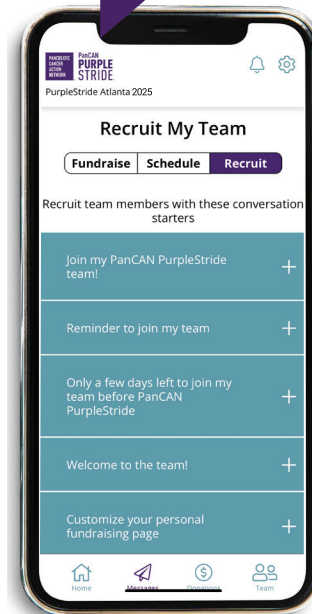 PANCREATIC
CANCER
ACTION
NETWORK
PanCAN
PURPLE
STRIDE
PurpleStride Atlanta 2025
Recruit My Team
Fundraise Schedule Recruit
Recruit team members with these conversation
starters
Join my PanCAN PurpleStride
team!
Reminder to join my team
Only a few days left to join my
team before PanCAN
PurpleStride
Welcome to the team!
Customize your personal
fundraising page
Home Messages Donations Team